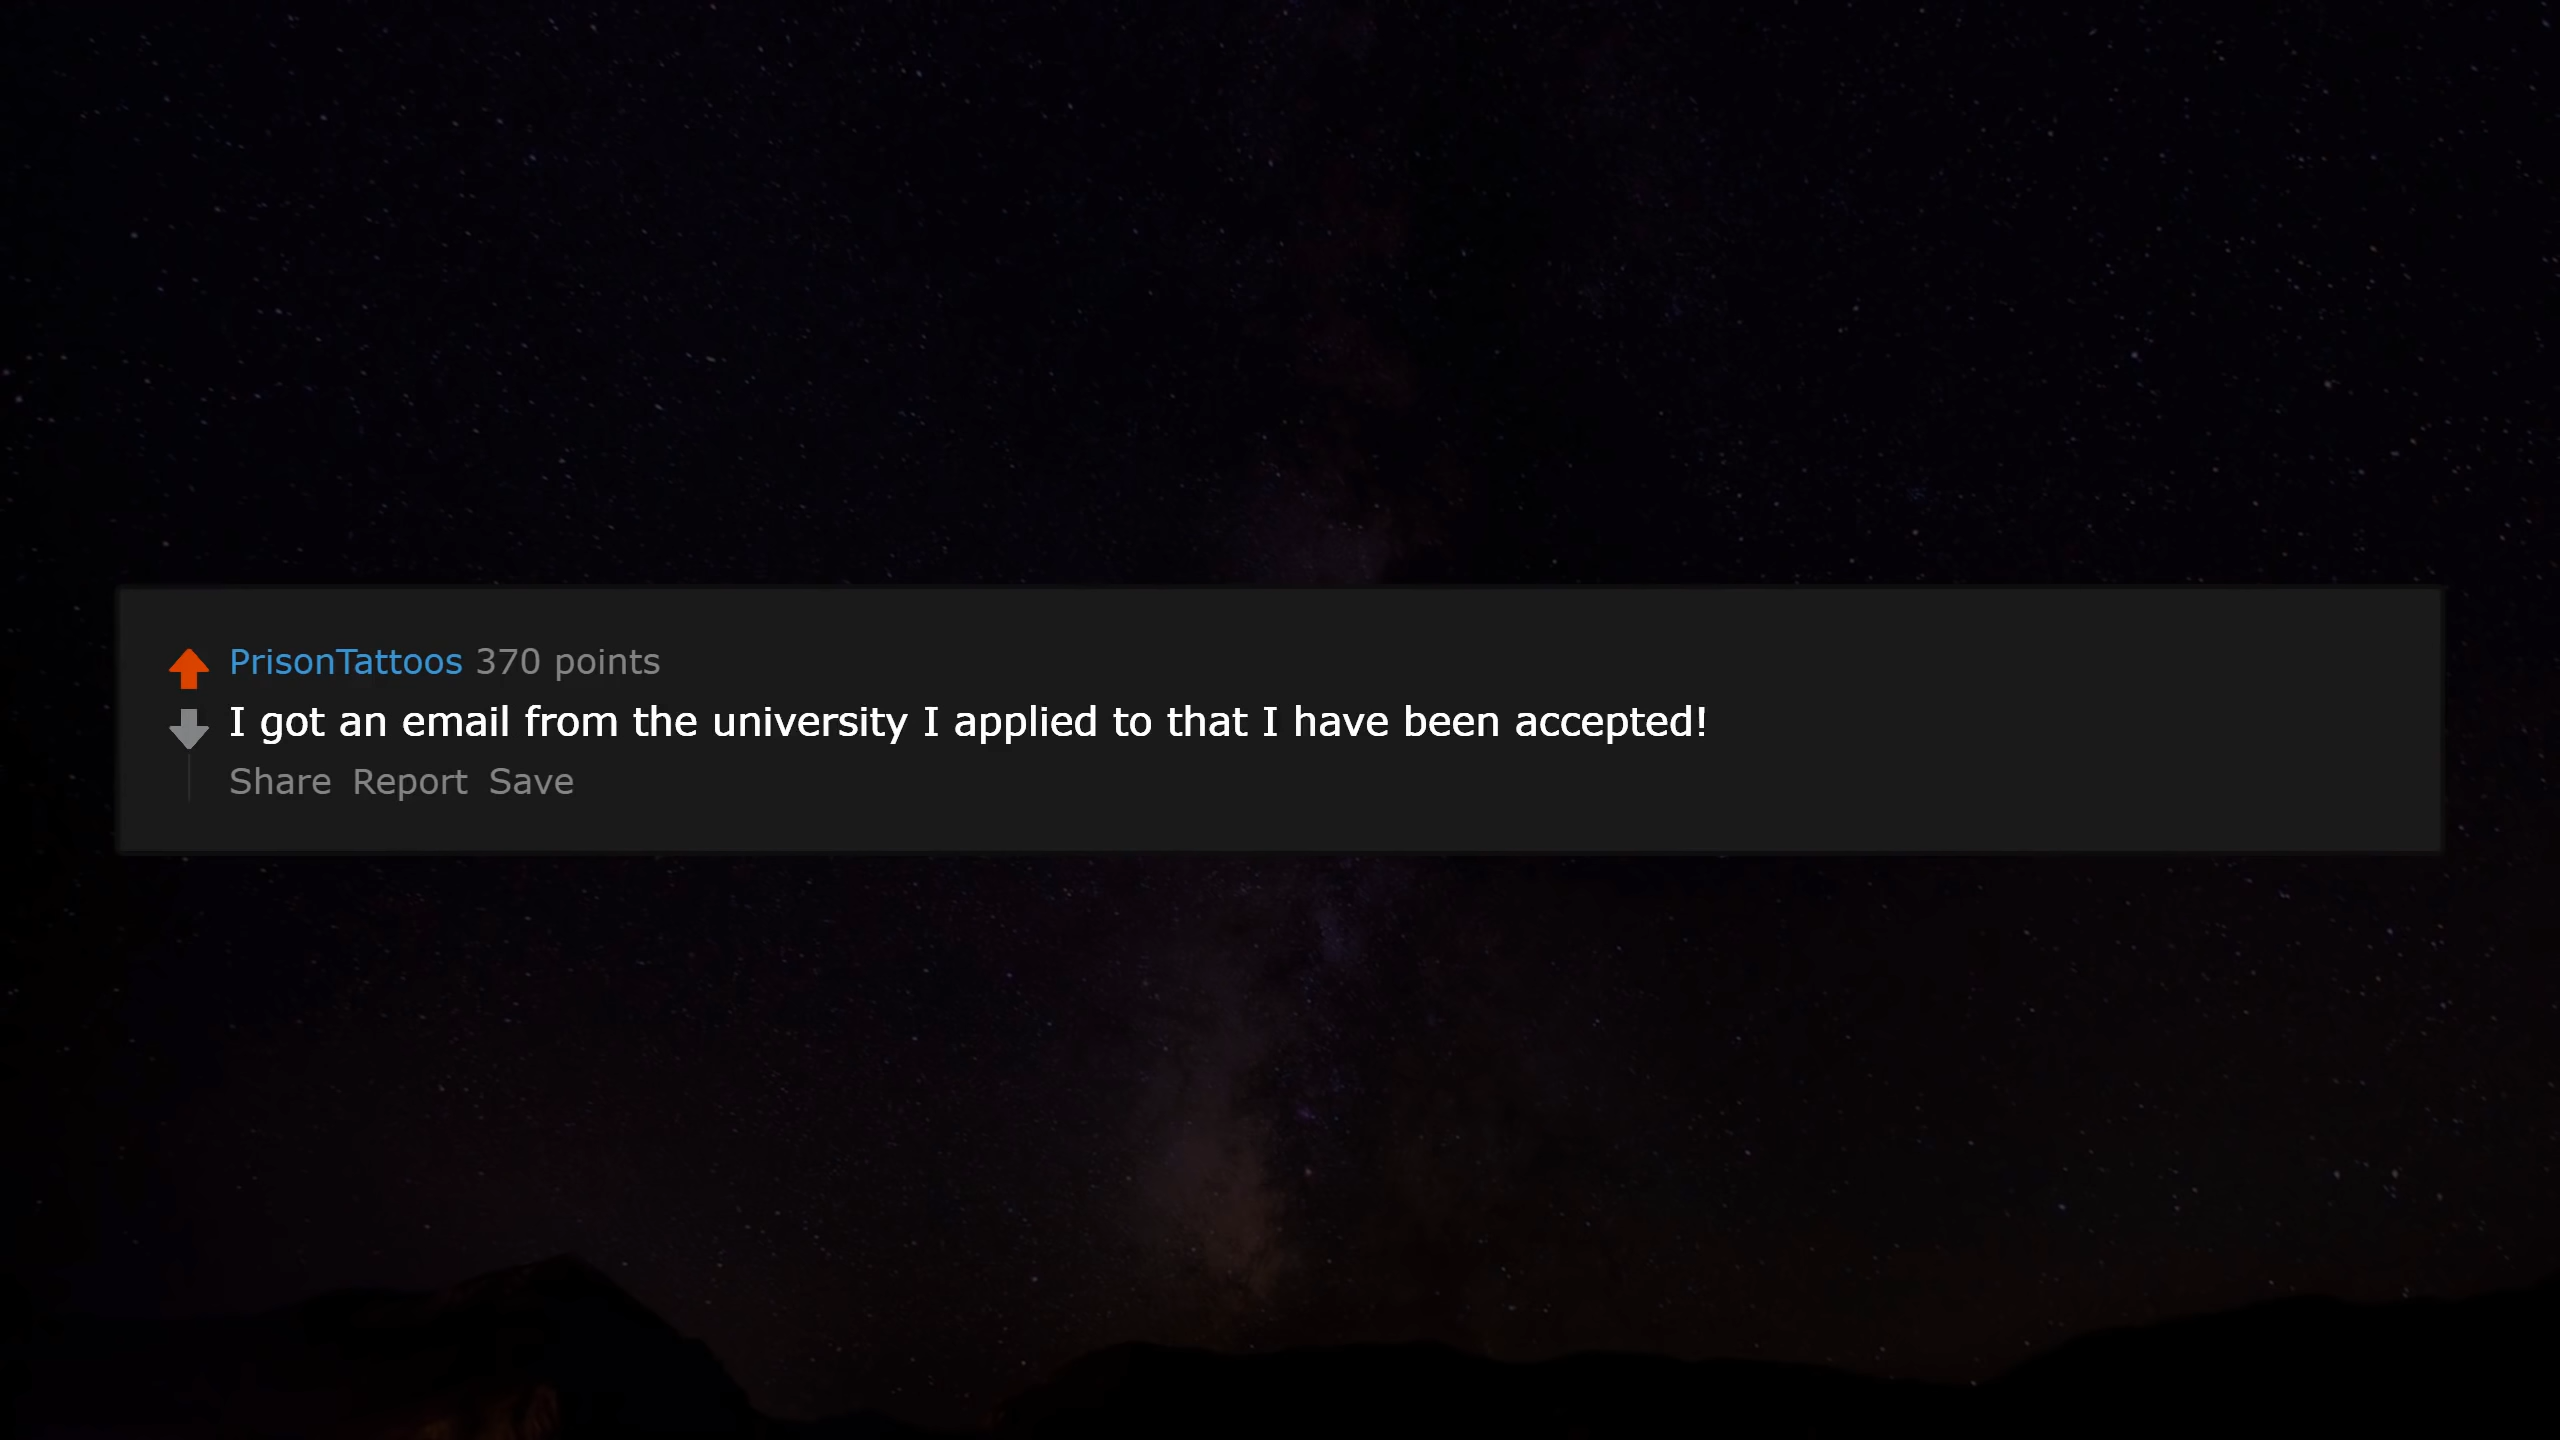 PrisonTattoos 370 points
I got an email from the university I applied to that I have been accepted!
Share Report Save